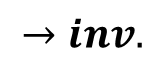 → inv.